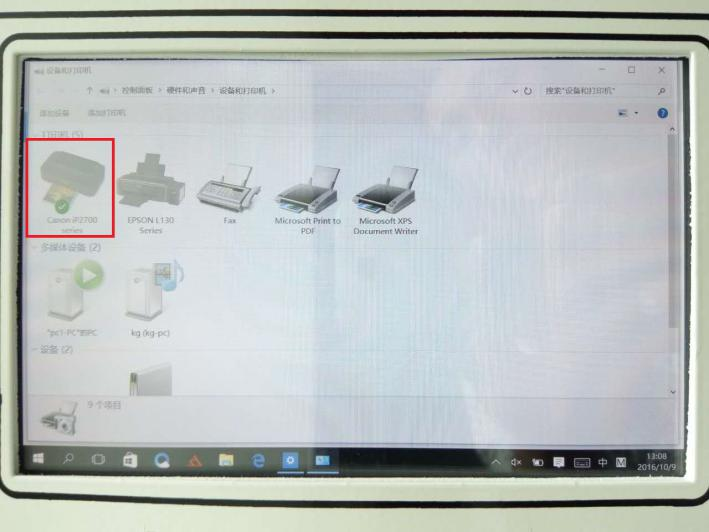 设备和打印机
控制面板 › 硬件和声音 › 设备和打印机 ›
搜索"设备和打印机"
添加设备 添加打印机
打印机 (5)
Canon iP2700 series
EPSON L130 Series
Fax
Microsoft Print to PDF
Microsoft XPS Document Writer
多媒体设备 (2)
"pc1-PC"的PC
kg (kg-pc)
设备 (2)
9 个项目
中
M
13:08
2016/10/9